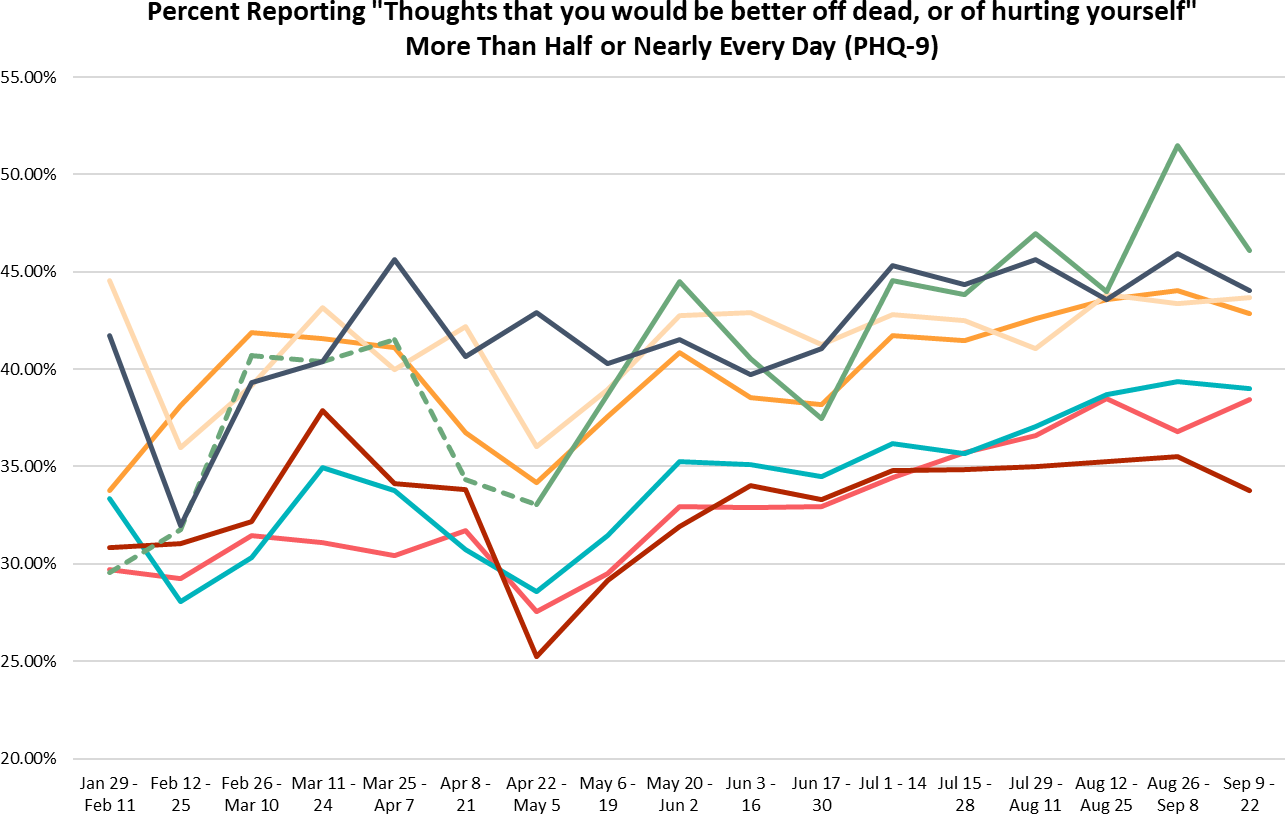 Percent Reporting "Thoughts that you would be better off dead, or of hurting yourself"
More Than Half or Nearly Every Day (PHQ-9)
55.00%
50.00%
45.00%
40.00%
35.00%
30.00%
25.00%
20.00%
Jan 29 -
Feb 11
Feb 12 -
25
Feb 26 -
Mar 10
Mar 11 -
24
Mar 25 -
Apr 7
Apr 8 -
21
Apr 22 -
May 5
May 6 -
19
May 20 -
Jun 2
Jun 3 -
16
Jun 17 -
30
Jul 1 - 14
Jul 15 -
28
Jul 29 -
Aug 11
Aug 12 -
Aug 25
Aug 26 -
Sep 8
Sep 9 -
22